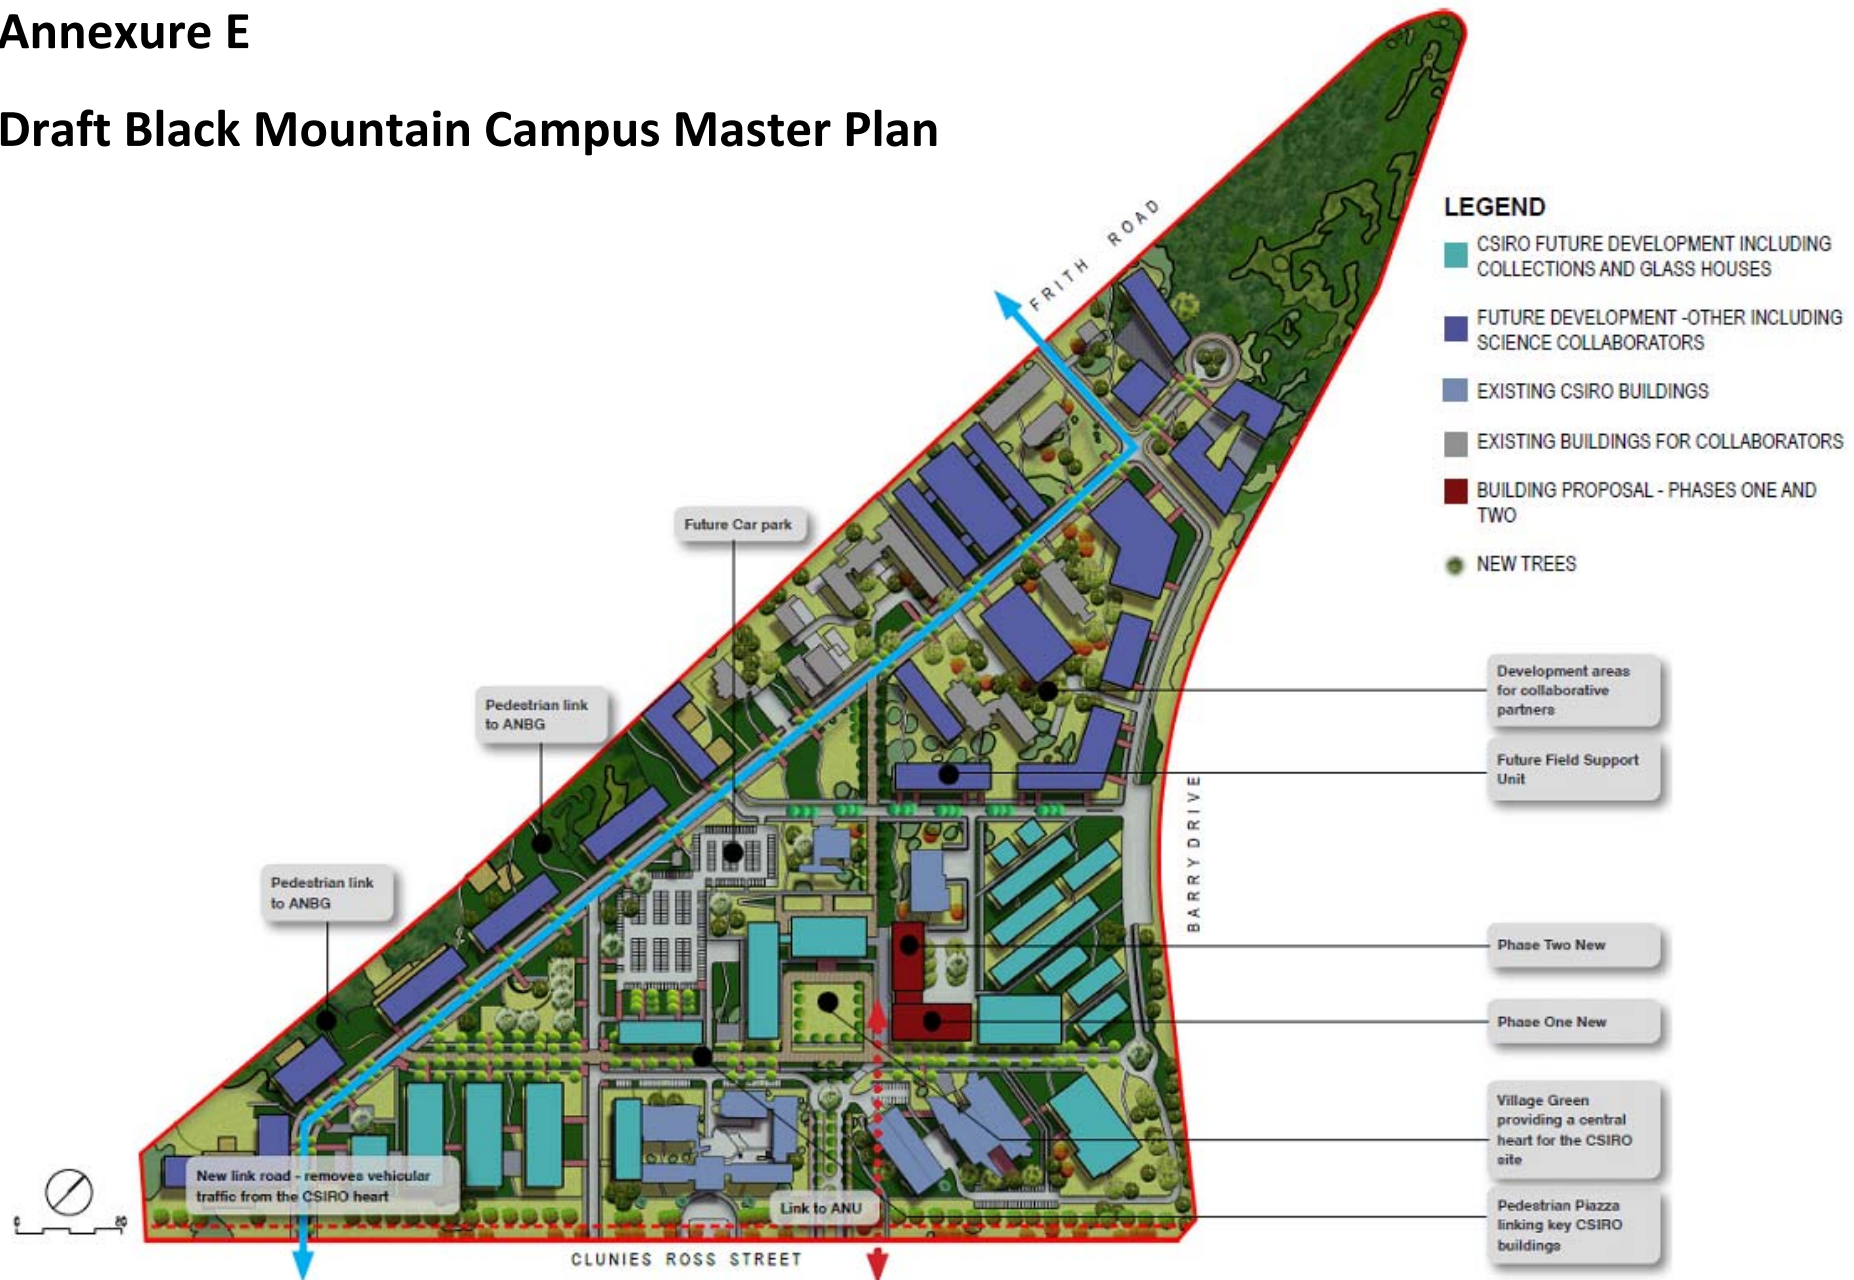 Annexure E
Draft Black Mountain Campus Master Plan
FRITH ROAD
LEGEND
CSIRO FUTURE DEVELOPMENT INCLUDING
COLLECTIONS AND GLASS HOUSES
FUTURE DEVELOPMENT -OTHER INCLUDING
SCIENCE COLLABORATORS
EXISTING CSIRO BUILDINGS
EXISTING BUILDINGS FOR COLLABORATORS
BUILDING PROPOSAL - PHASES ONE AND
TWO
NEW TREES
Future Car park
Pedestrian link
to ANBG
Pedestrian link
to ANBG
Development areas
for collaborative
partners
Future Field Support
Unit
BARRY DRIVE
Phase Two New
Phase One New
Village Green
providing a central
heart for the CSIRO
site
Pedestrian Piazza
linking key CSIRO
buildings
New link road - removes vehicular
traffic from the CSIRO heart
Link to ANU
0 80
CLUNIES ROSS STREET